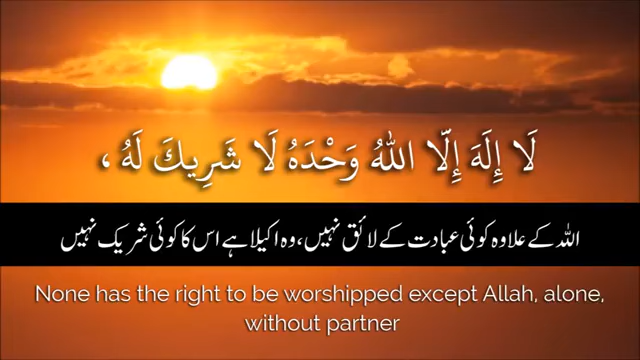 لَا إِلَهَ إِلّا اللهُ وَحْدَهُ لَا شَرِيكَ لَهُ ،
اللہ کے علاوہ کوئی عبادت کے لائق نہیں، وہ اکیلا ہے اس کا کوئی شریک نہیں
None has the right to be worshipped except Allah, alone,
without partner